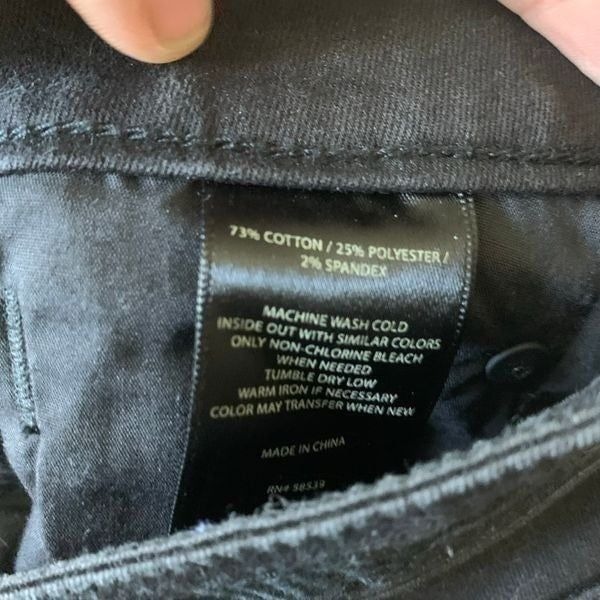 73% COTTON / 25% POLYESTER /
2% SPANDEX
MACHINE WASH COLD
INSIDE OUT WITH SIMILAR COLORS
ONLY NON-CHLORINE BLEACH
WHEN NEEDED
TUMBLE DRY LOW
WARM IRON IF NECESSARY
COLOR MAY TRANSFER WHEN NEW
MADE IN CHINA
RN# 58539